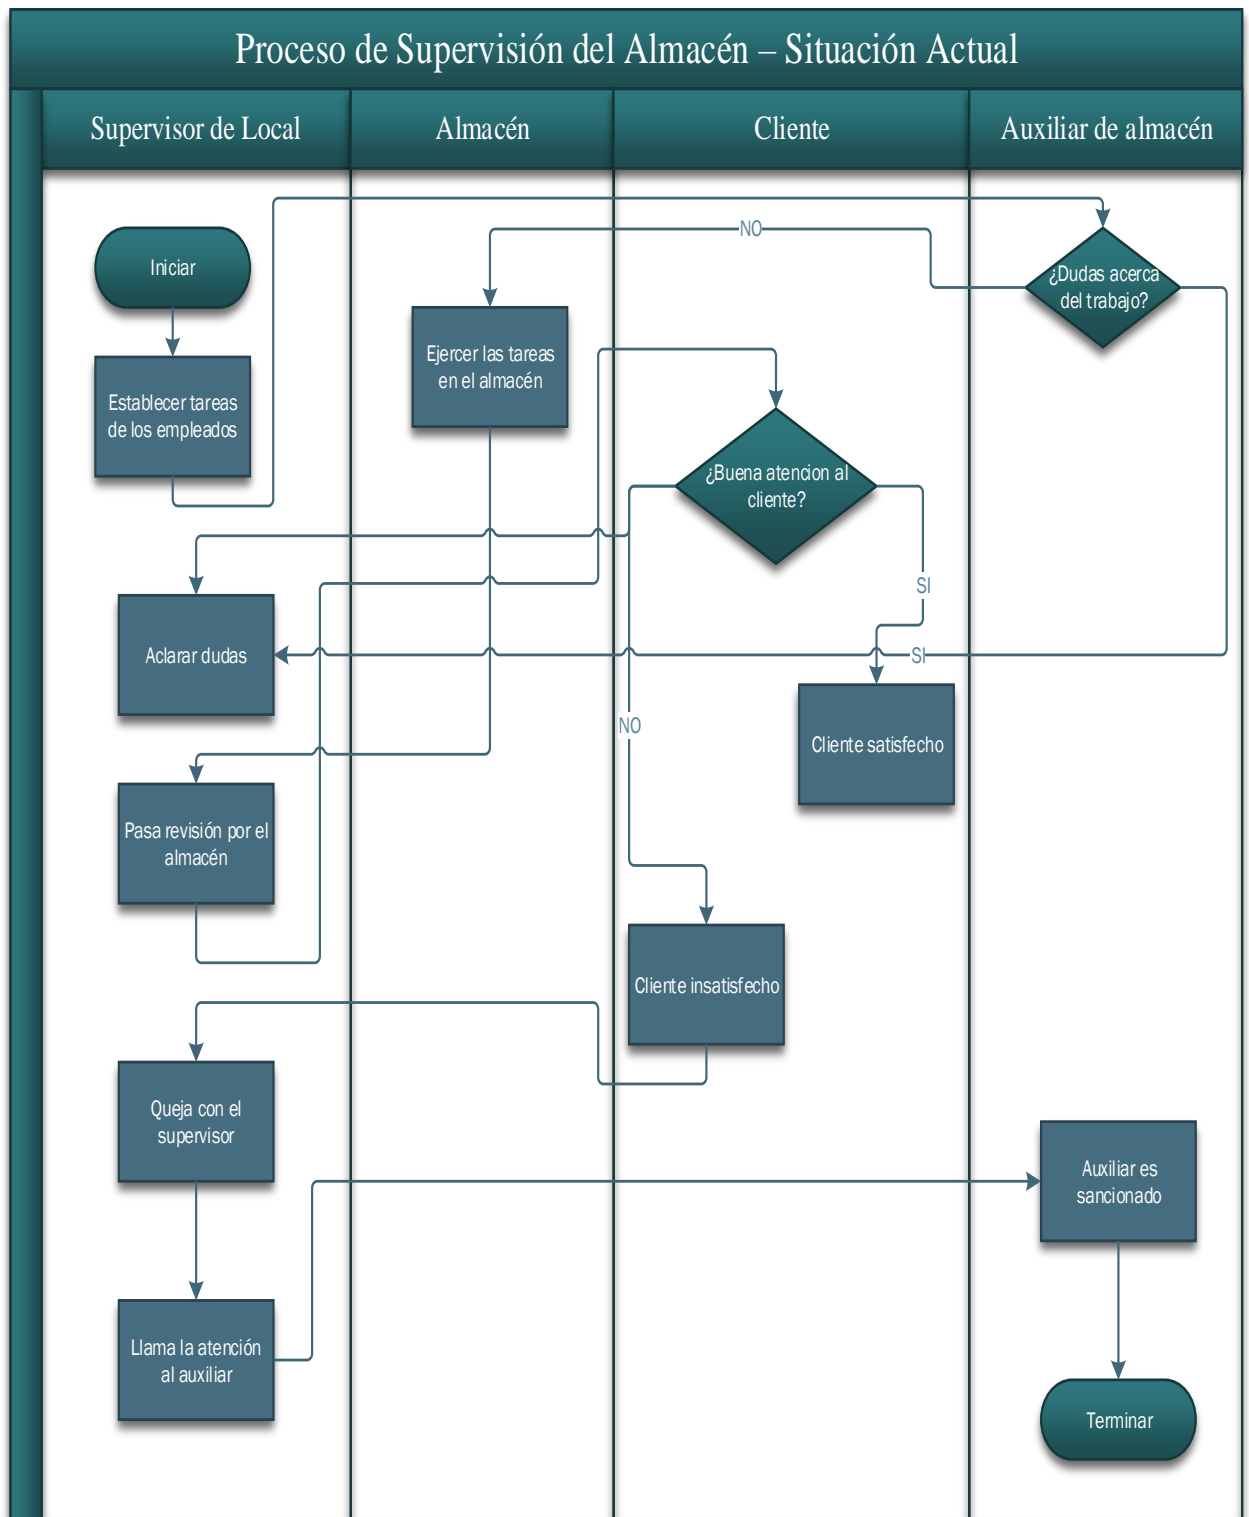 Proceso de Supervisión del Almacén – Situación Actual
Supervisor de Local
Almacén
Cliente
Auxiliar de almacén
Iniciar
NO
¿Dudas acerca
del trabajo?
Ejercer las tareas
en el almacén
Establecer tareas
de los empleados
¿Buena atencion al
cliente?
SI
Aclarar dudas
SI
NO
Cliente satisfecho
Pasa revisión por el
almacén
Cliente insatisfecho
Queja con el
supervisor
Auxiliar es
sancionado
Llama la atención
al auxiliar
Terminar